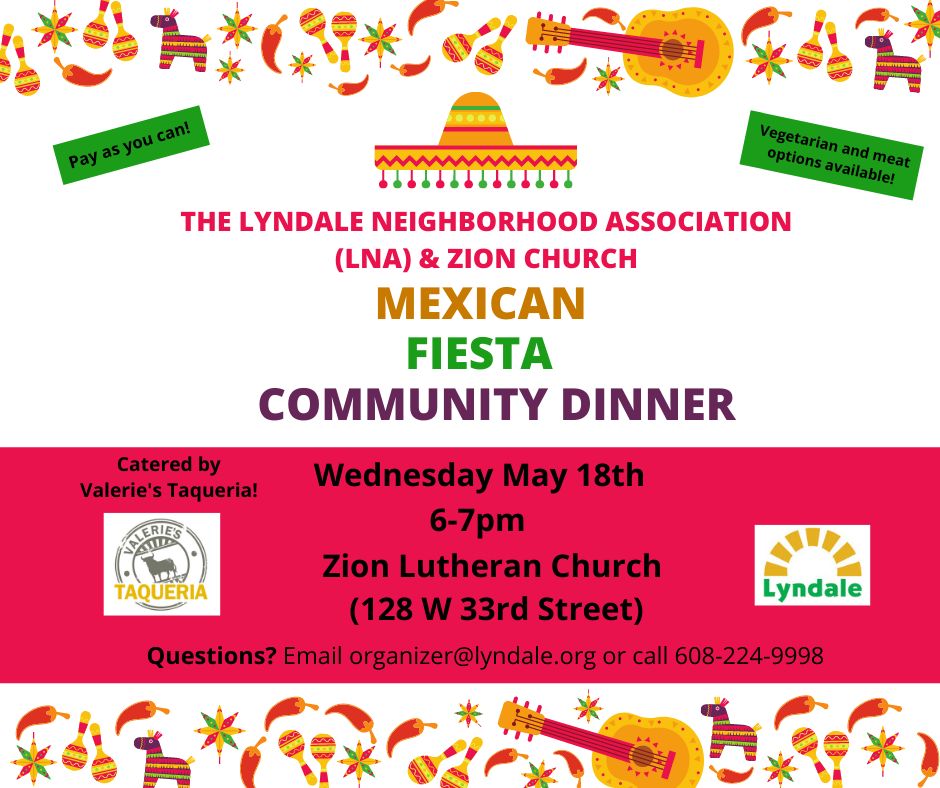 Pay as you can!
Vegetarian and meat
options available!
THE LYNDALE NEIGHBORHOOD ASSOCIATION
(LNA) & ZION CHURCH
MEXICAN
FIESTA
COMMUNITY DINNER
Catered by
Valerie's Taqueria!
VALERIE'S
TAQUERIA
Wednesday May 18th
6-7pm
Zion Lutheran Church
(128 W 33rd Street)
Lyndale
Questions? Email organizer@lyndale.org or call 608-224-9998